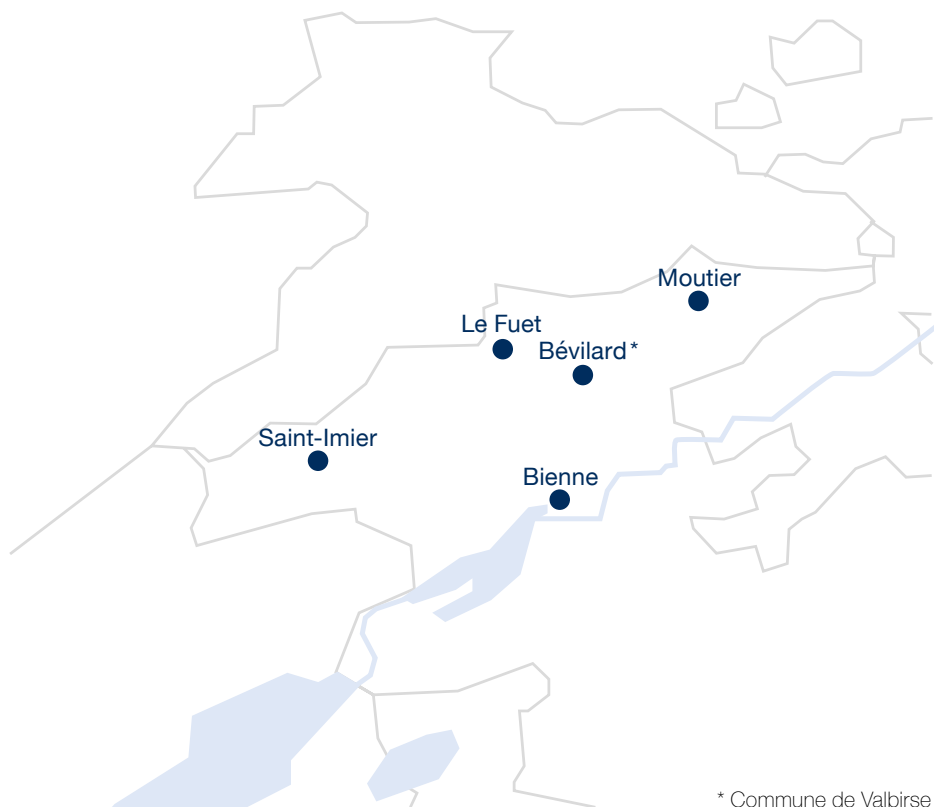 Moutier
Le Fuet
Bévilard*
Saint-Imier
Bienne
* Commune de Valbirse